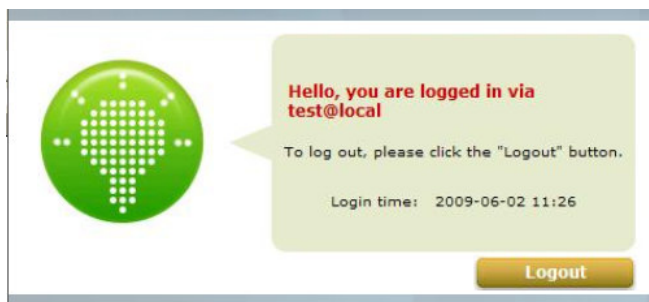 Hello, you are logged in via
test@local
To log out, please click the "Logout" button.
Login time: 2009-06-02 11:26
Logout